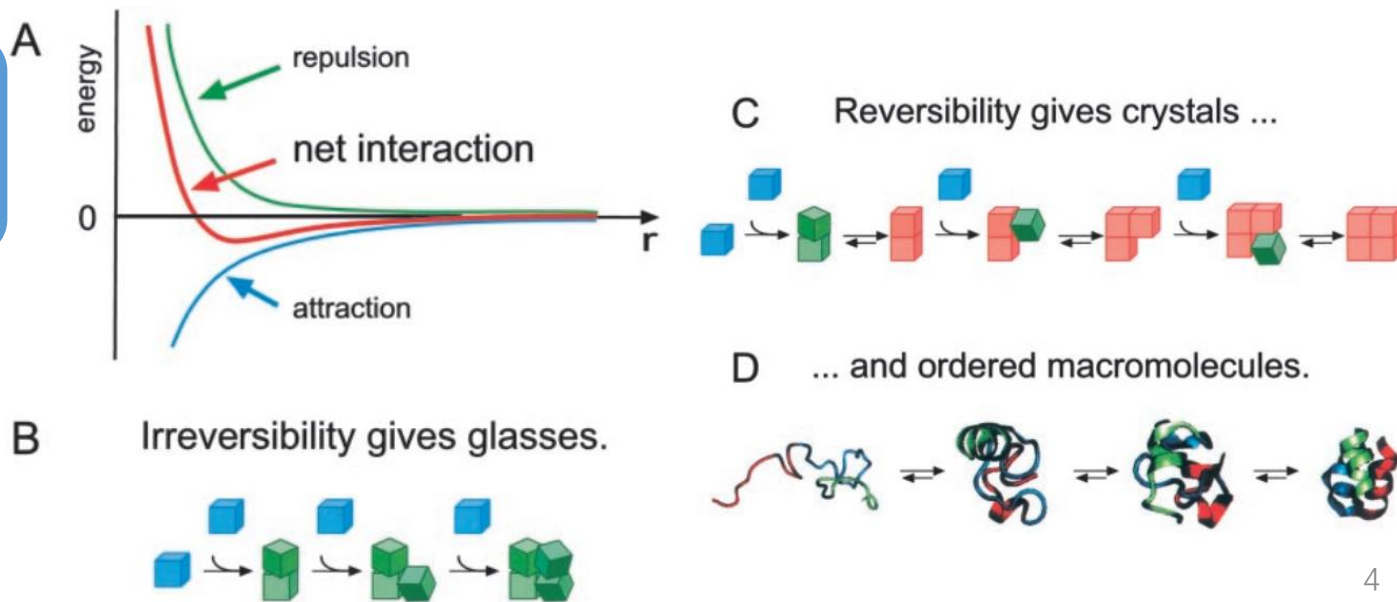 A
energy
repulsion
net interaction
0
r
attraction
B
Irreversibility gives glasses.
C
Reversibility gives crystals ...
D
... and ordered macromolecules.
4